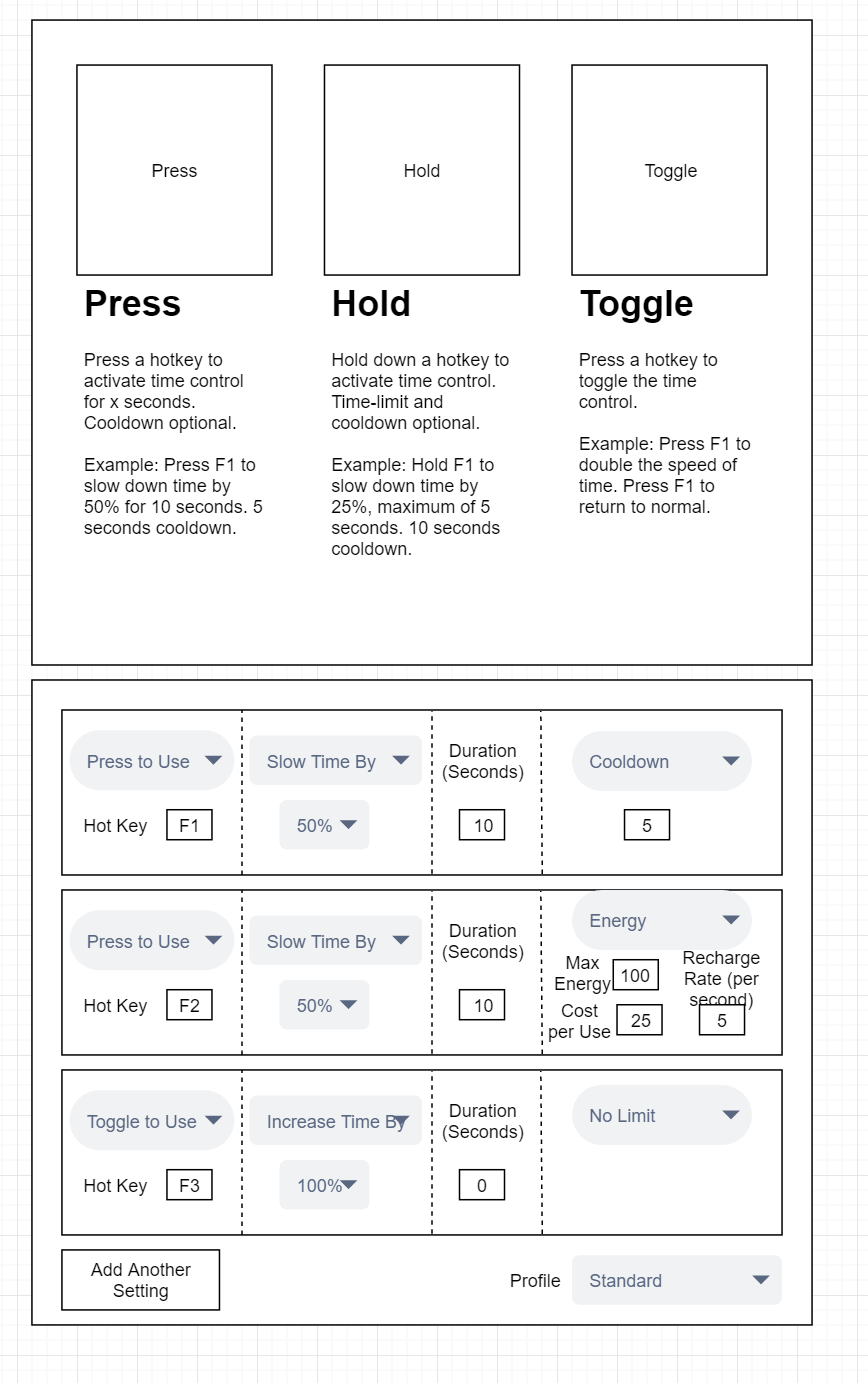 Press
Hold
Toggle
Press
Press a hotkey to
activate time control
for x seconds.
Cooldown optional.
Example: Press F1 to
slow down time by
50% for 10 seconds. 5
seconds cooldown.
Hold
Hold down a hotkey to
activate time control.
Time-limit and
cooldown optional.
Example: Hold F1 to
slow down time by
25%, maximum of 5
seconds. 10 seconds
cooldown.
Toggle
Press a hotkey to
toggle the time
control.
Example: Press F1 to
double the speed of
time. Press F1 to
return to normal.
Press to Use
Hot Key
F1
Slow Time By
50%
Duration
(Seconds)
10
Cooldown
5
Press to Use
Hot Key
F2
Slow Time By
50%
Duration
(Seconds)
10
Energy
Max
Energy
100
Cost
per Use
25
Recharge
Rate (per
second)
5
Toggle to Use
Hot Key
F3
Increase Time By
100%
Duration
(Seconds)
0
No Limit
Add Another
Setting
Profile
Standard